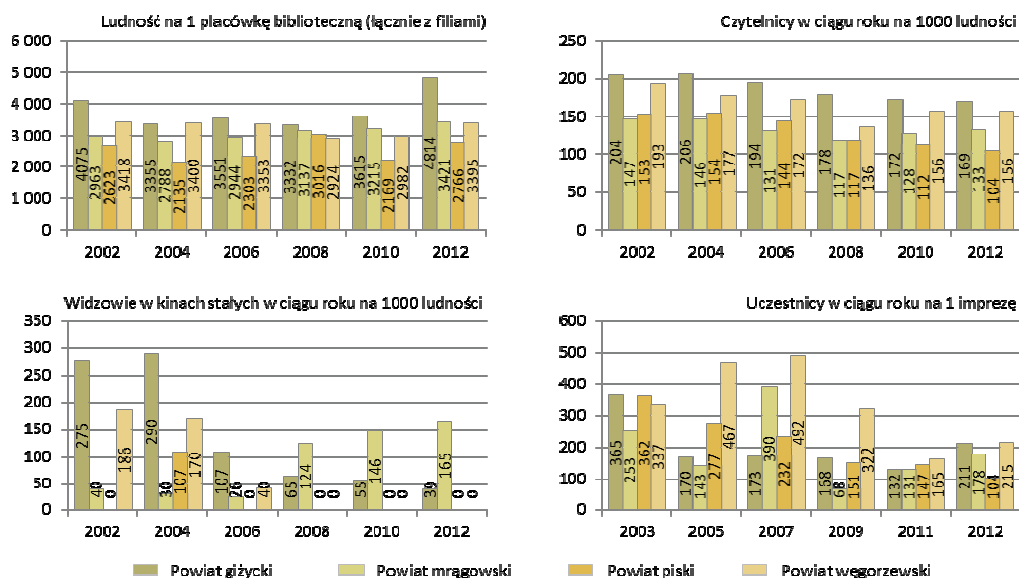 Ludność na 1 placówkę biblioteczną (łącznie z filiami)
6 000
5 000
4 000
3 000
2 000
1 000
0
4075 2963 2623 3418 3355 2788 2135 3400 3551 2944 2303 3353 3332 3137 3016 2924 3615 3215 2169 2982 4814 3421 2766 3395
2002 2004 2006 2008 2010 2012
Czytelnicy w ciągu roku na 1000 ludności
250
200
150
100
50
0
204 147 153 193 206 146 154 177 194 131 144 172 178 117 117 136 172 128 112 156 169 133 104 156
2002 2004 2006 2008 2010 2012
Widzowie w kinach stałych w ciągu roku na 1000 ludności
350
300
250
200
150
100
50
0
275 40 0 186 290 30 107 170 107 26 0 40 65 124 0 0 55 146 0 0 39 165 0 0
2002 2004 2006 2008 2010 2012
Uczestnicy w ciągu roku na 1 imprezę
600
500
400
300
200
100
0
365 253 362 337 170 143 277 467 173 390 232 492 168 68 151 322 132 131 147 165 211 178 104 215
2003 2005 2007 2009 2011 2012
Powiat giżycki Powiat mrągowski Powiat piski Powiat węgorzewski